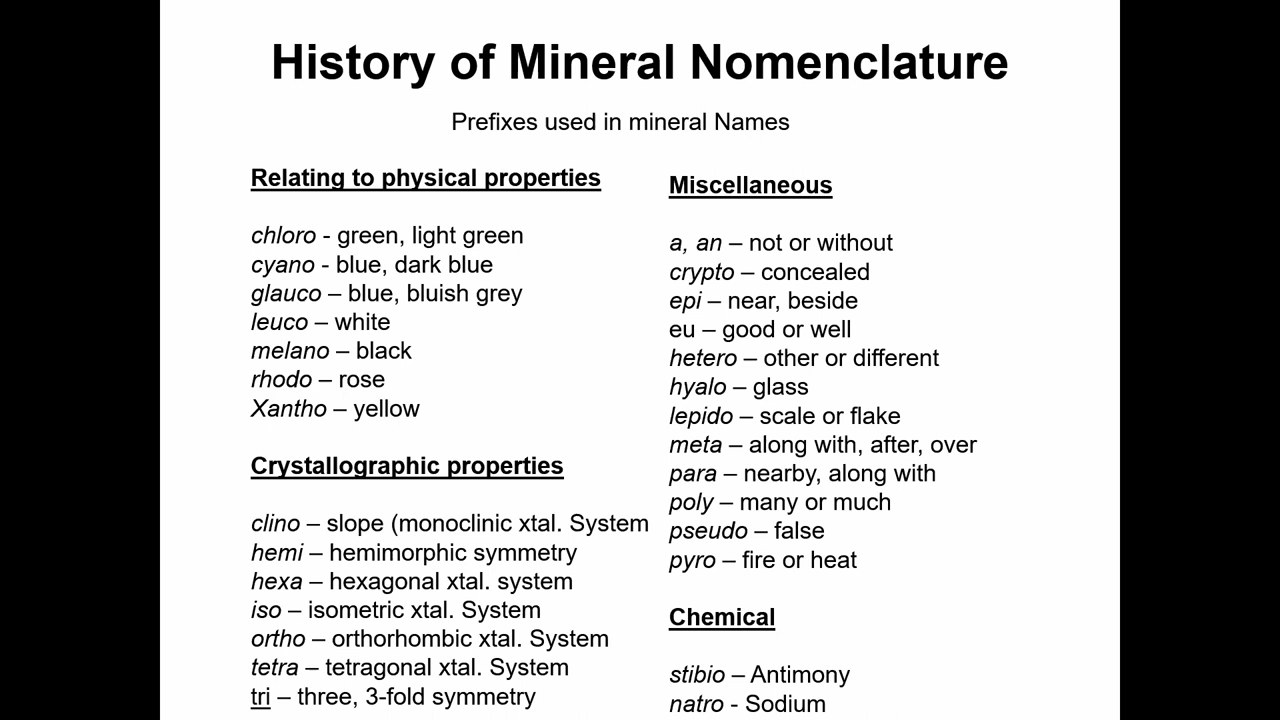 History of Mineral Nomenclature
Prefixes used in mineral Names
Relating to physical properties
chloro - green, light green
cyano - blue, dark blue
glauco – blue, bluish grey
leuco – white
melano – black
rhodo – rose
Xantho – yellow
Crystallographic properties
clino – slope (monoclinic xtal. System
hemi – hemimorphic symmetry
hexa – hexagonal xtal. system
iso – isometric xtal. System
ortho – orthorhombic xtal. System
tetra – tetragonal xtal. System
tri – three, 3-fold symmetry
Miscellaneous
a, an – not or without
crypto – concealed
epi – near, beside
eu – good or well
hetero – other or different
hyalo – glass
lepido – scale or flake
meta – along with, after, over
para – nearby, along with
poly – many or much
pseudo – false
pyro – fire or heat
Chemical
stibio – Antimony
natro - Sodium